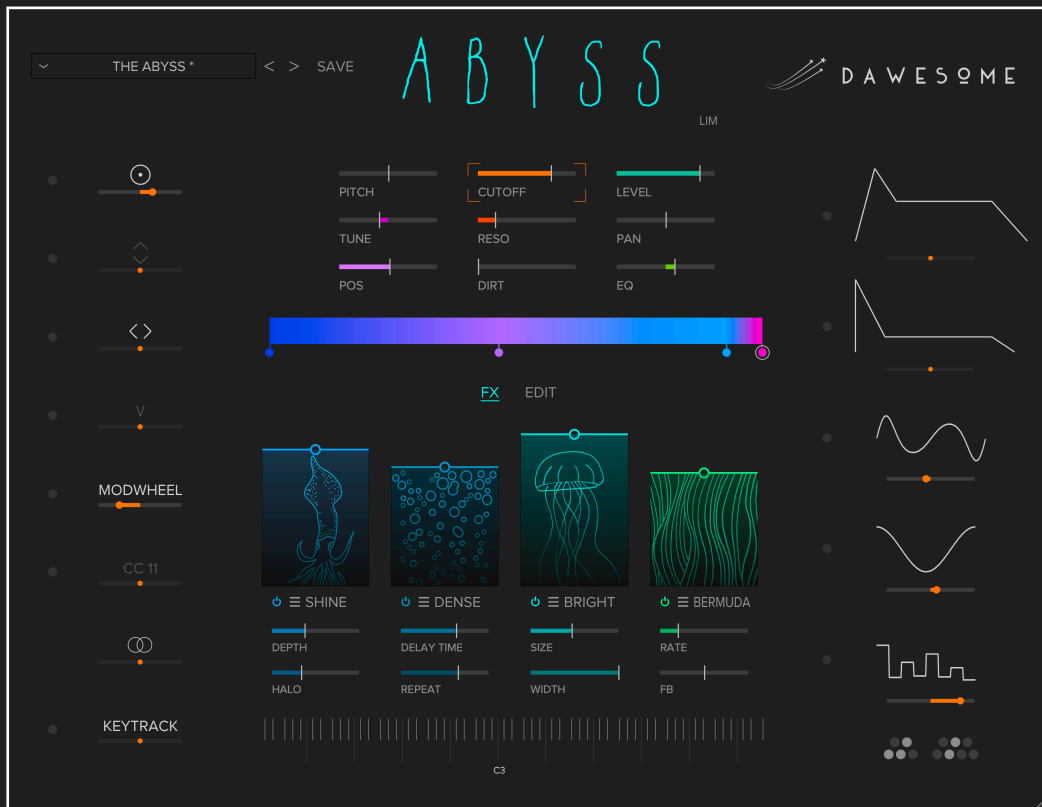 ABYSS
THE ABYSS *
< > SAVE
DAWESOME
LIM
PITCH CUTOFF LEVEL
TUNE RESO PAN
POS DIRT EQ
V
FX EDIT
MODWHEEL
CC 11
SHINE DENSE BRIGHT BERMUDA
DEPTH DELAY TIME SIZE RATE
HALO REPEAT WIDTH FB
KEYTRACK
C3